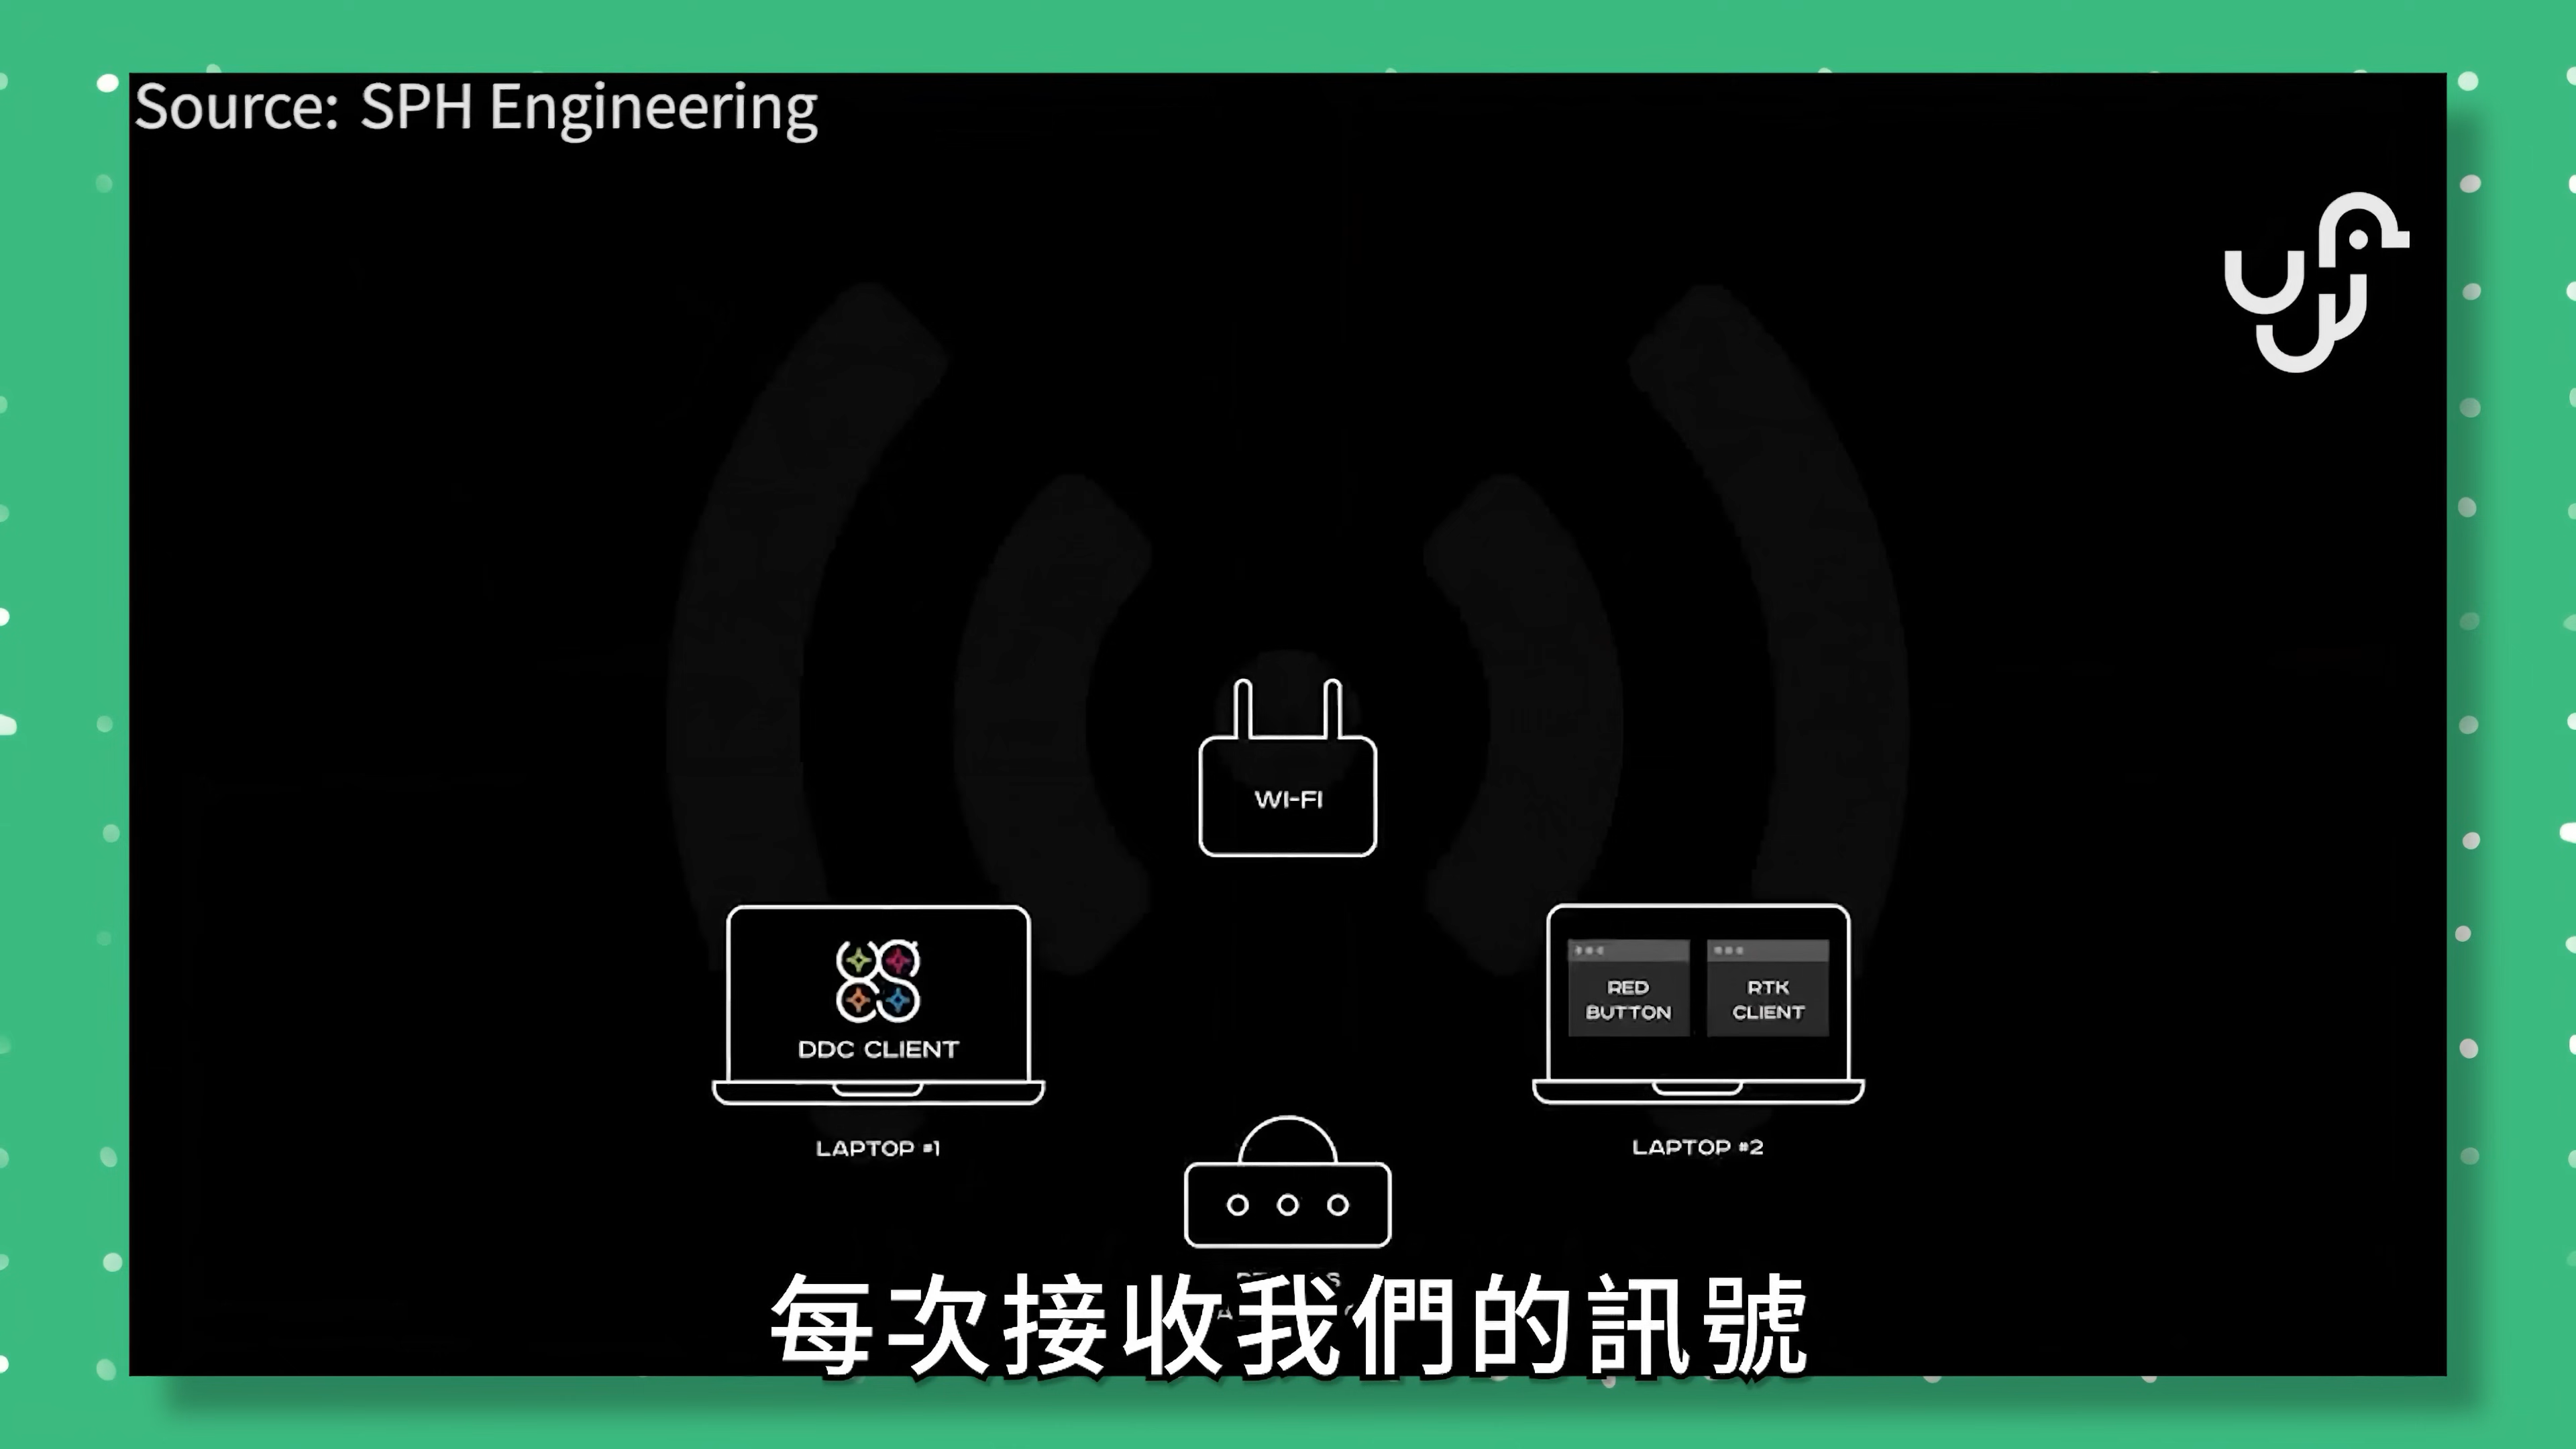 Source: SPH Engineering
WI-FI
DDC CLIENT
RED
BUTTON
RTK
CLIENT
LAPTOP #1
LAPTOP #2
每次接收我們的訊號